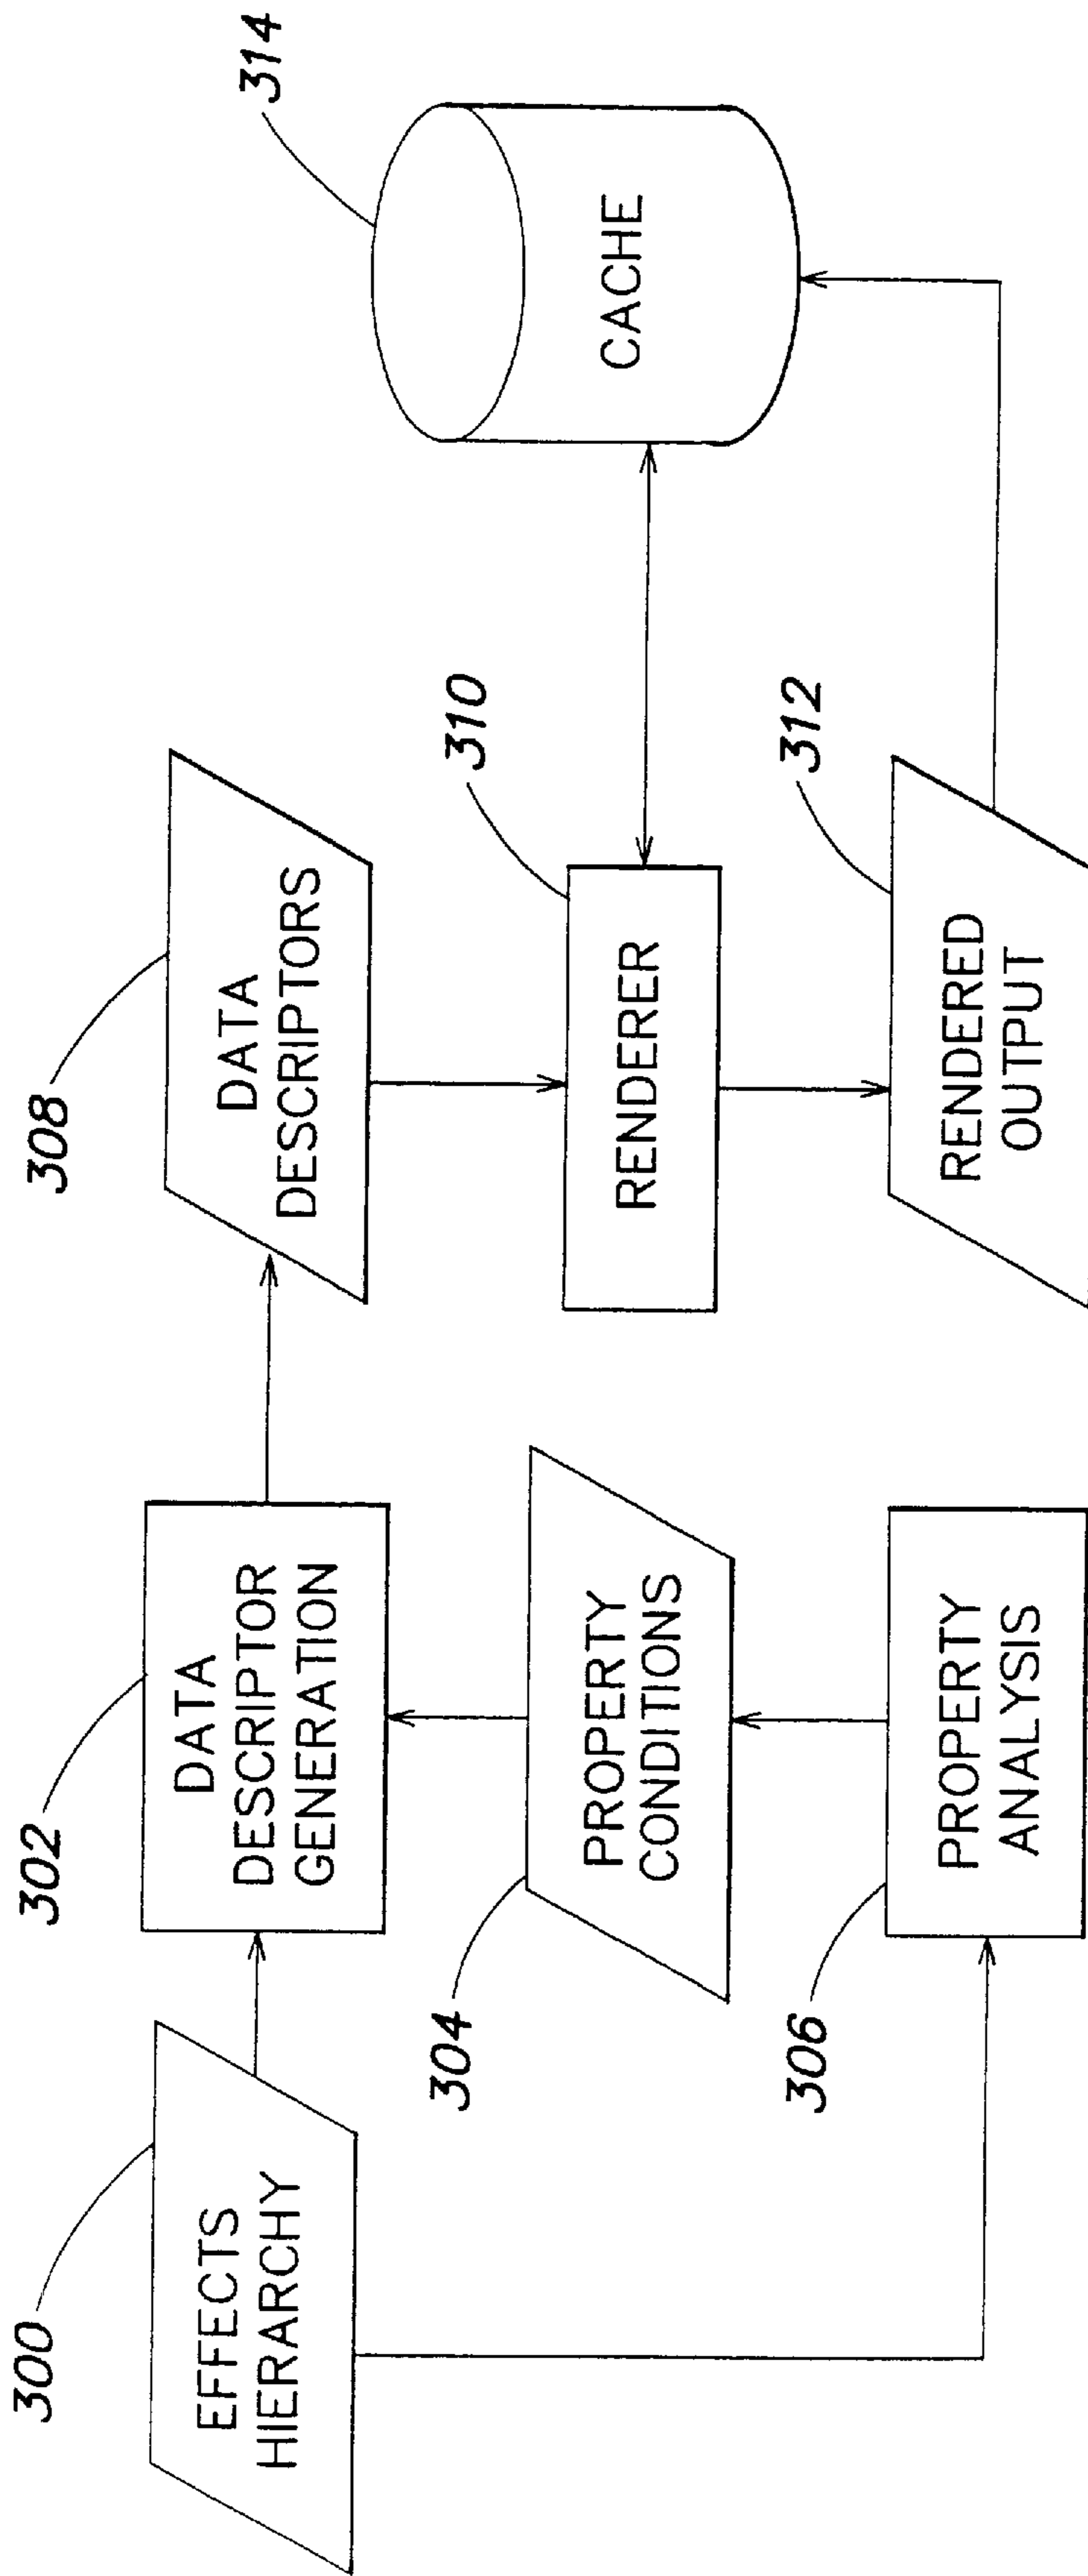 300
EFFECTS
HIERARCHY
302
DATA
DESCRIPTOR
GENERATION
304
PROPERTY
CONDITIONS
306
PROPERTY
ANALYSIS
308
DATA
DESCRIPTORS
310
RENDERER
312
RENDERED
OUTPUT
314
CACHE